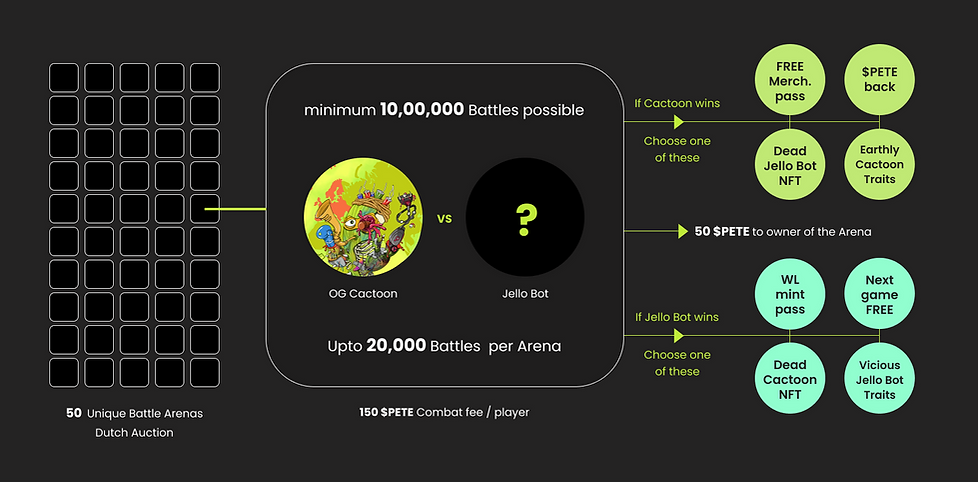 50 Unique Battle Arenas
Dutch Auction
minimum 10,00,000 Battles possible
vs
?
OG Cactoon
Jello Bot
Upto 20,000 Battles per Arena
150 $PETE Combat fee / player
If Cactoon wins
Choose one
of these
FREE
Merch.
pass
$PETE
back
Dead
Jello Bot
NFT
Earthly
Cactoon
Traits
50 $PETE to owner of the Arena
If Jello Bot wins
Choose one
of these
WL
mint
pass
Next
game
FREE
Dead
Cactoon
NFT
Vicious
Jello Bot
Traits